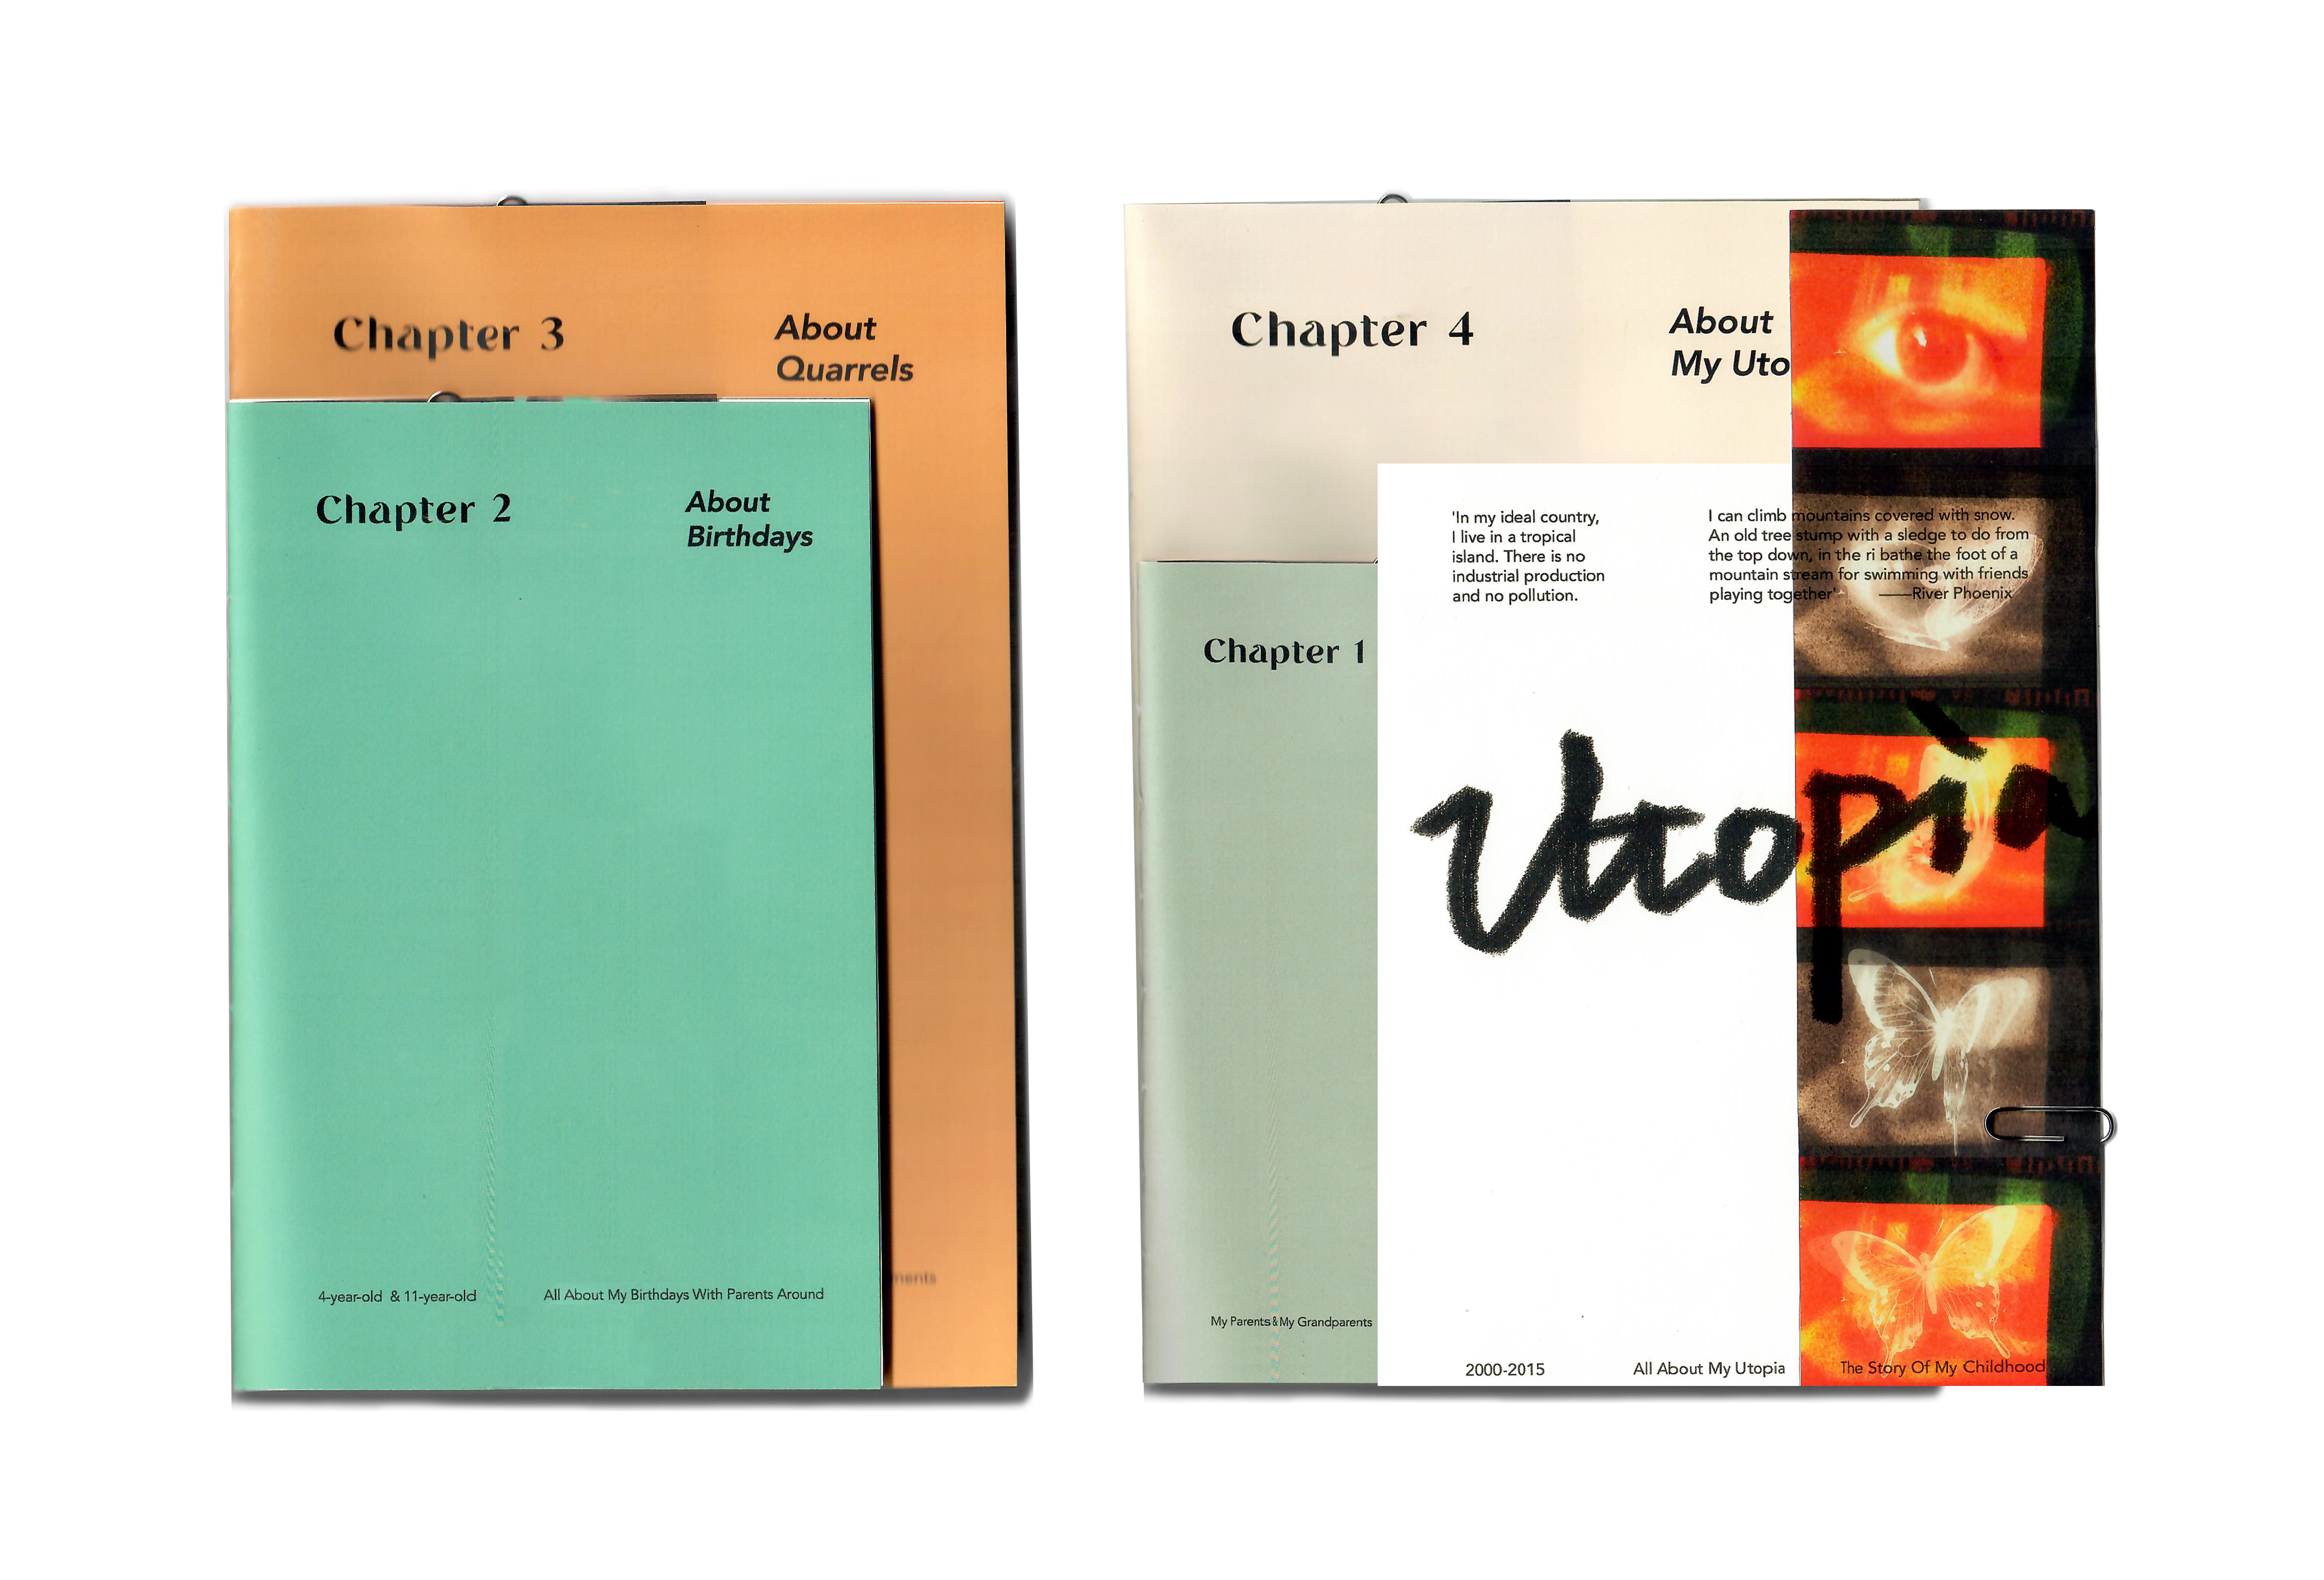 Chapter 3
About
Quarrels
Chapter 2
About
Birthdays
4-year-old & 11-year-old
All About My Birthdays With Parents Around
Chapter 4
About
My Uto
'In my ideal country,
I live in a tropical
island. There is no
industrial production
and no pollution.
I can climb mountains covered with snow.
An old tree stump with a sledge to do from
the top down, in the ri bathe the foot of a
mountain stream for swimming with friends
playing together' ——River Phoenix
Chapter 1
Utopia
My Parents & My Grandparents
2000-2015
All About My Utopia
The Story Of My Childhood